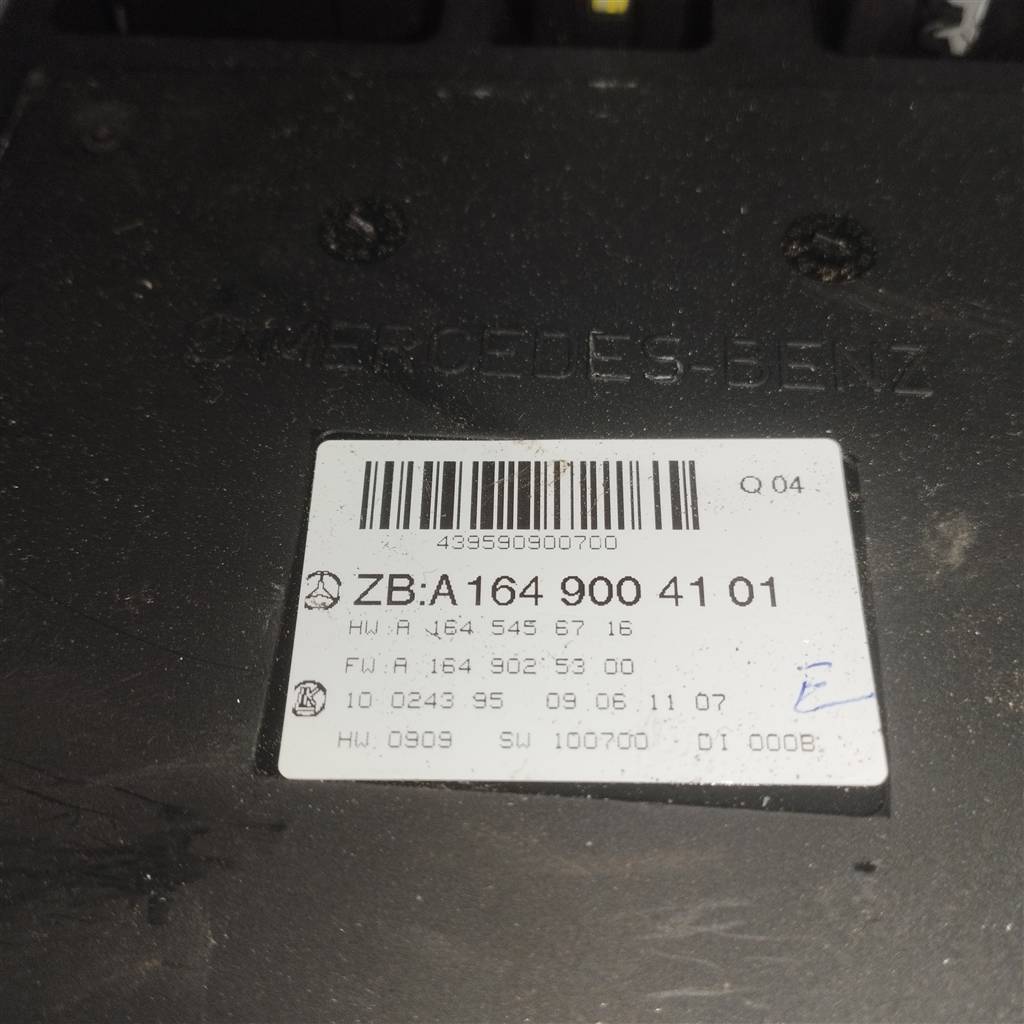 MERCEDES-BENZ
Q 04
439590900700
ZB:A 164 900 41 01
HW:A 164 545 67 16
FW:A 164 902 53 00
10 0243 95 09 06 11 07
HW 0909 SW 100700 DI 000B
E